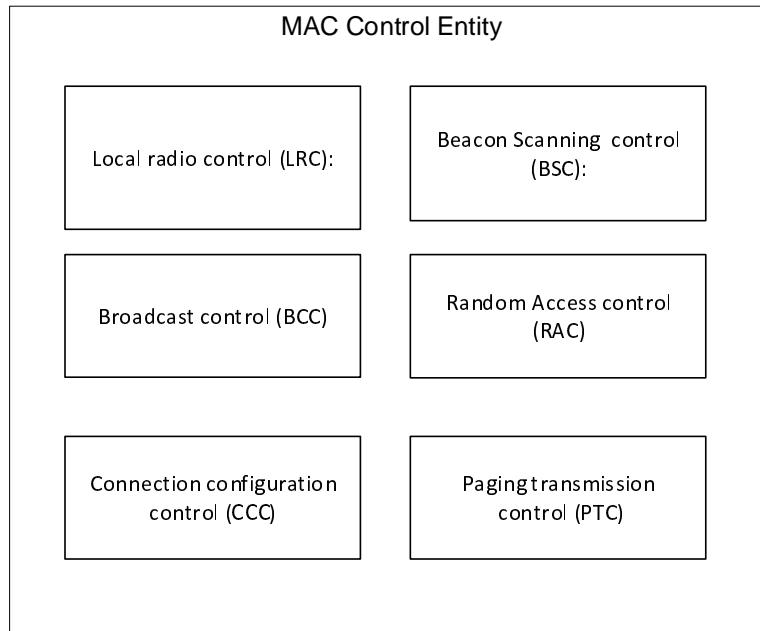 MAC Control Entity
Local radio control (LRC):
Beacon Scanning control
(BSC):
Broadcast control (BCC)
Random Access control
(RAC)
Connection configuration
control (CCC)
Paging transmission
control (PTC)